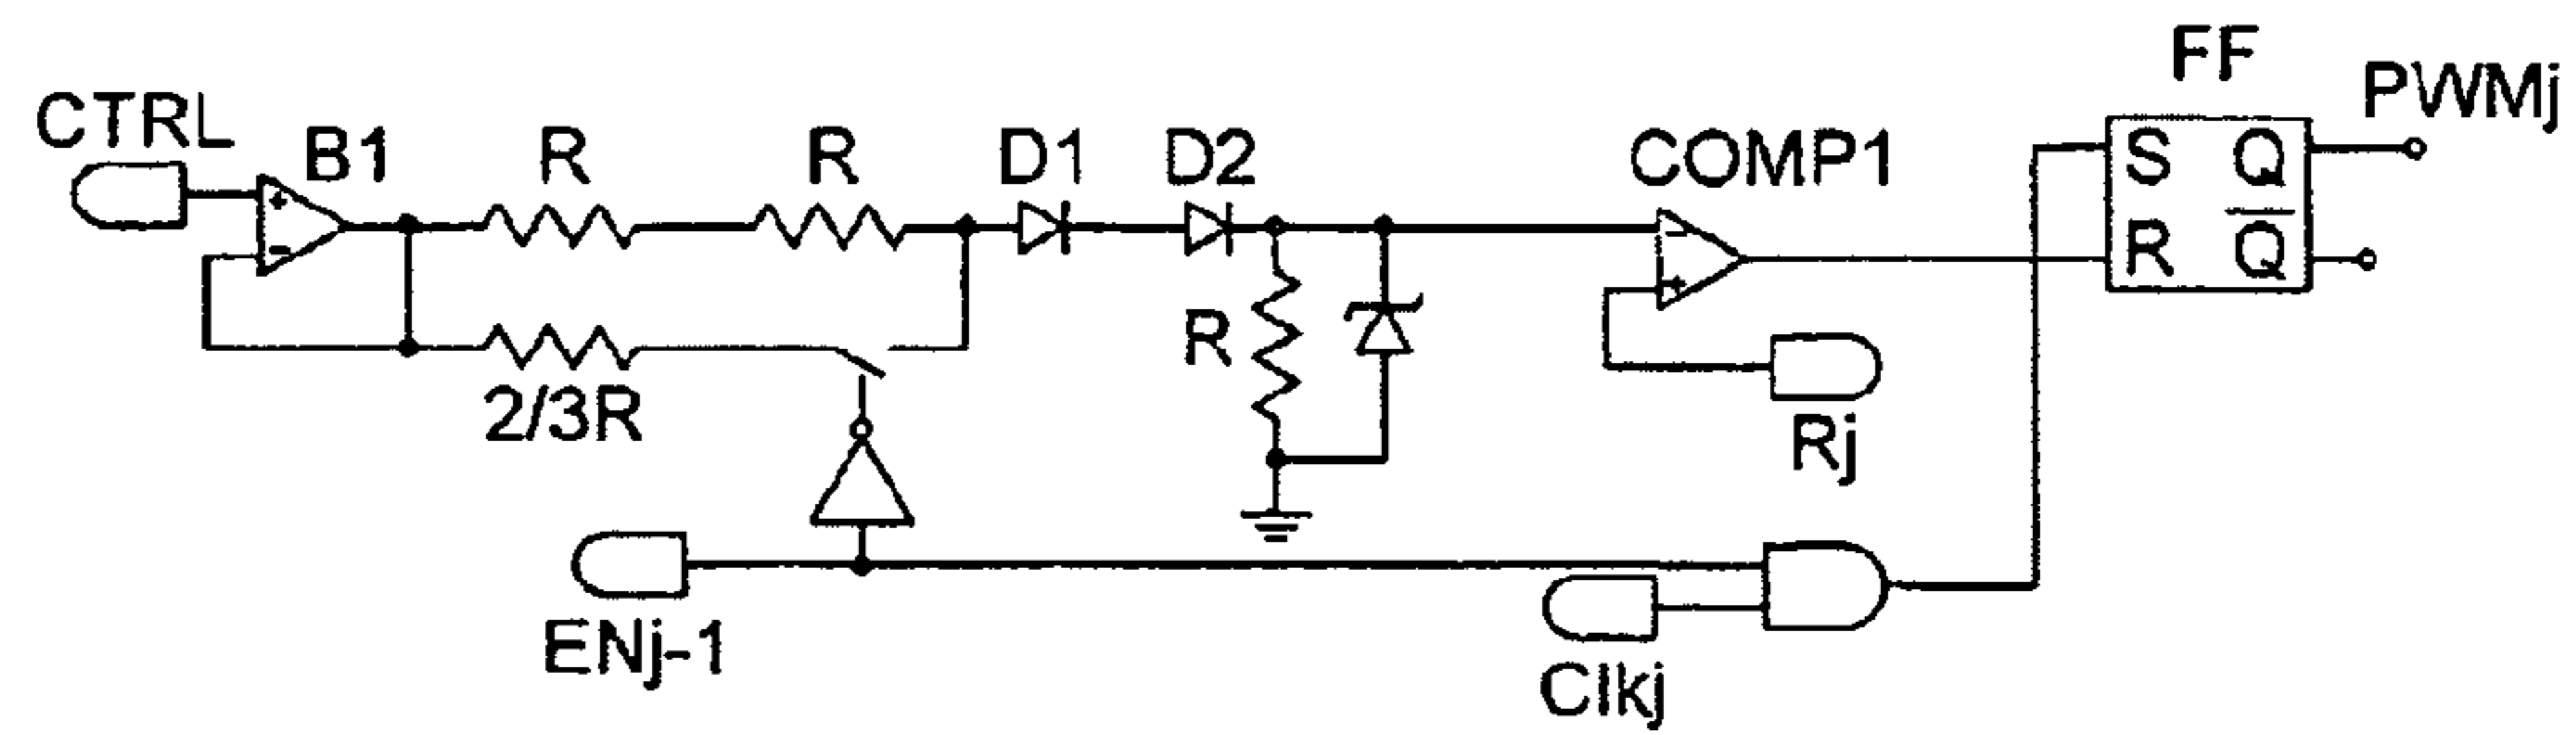 FF
CTRL
B1
R
R
D1
D2
COMP1
PWMj
+
-
S
Q
-
+
R
Q
R
2/3R
Rj
ENj-1
Clkj